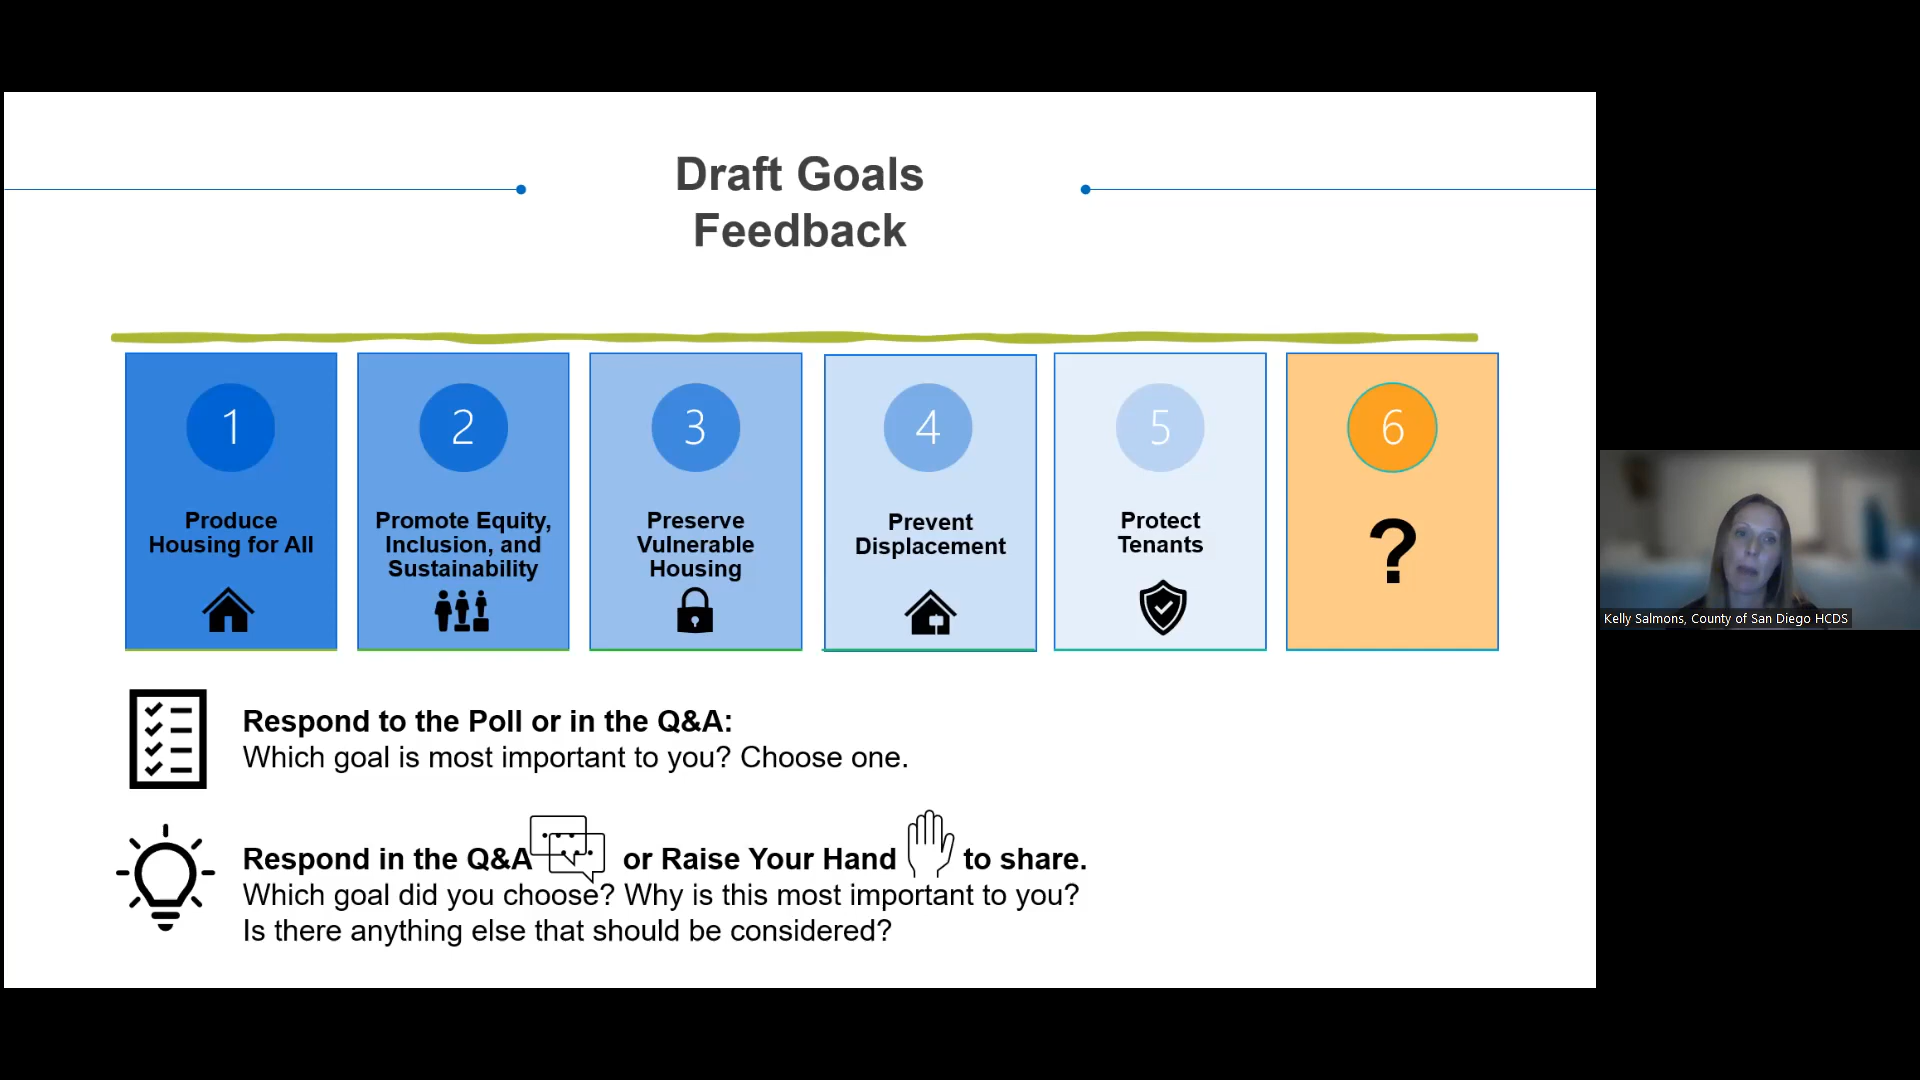 Draft Goals
Feedback
1
2
3
4
5
6
Produce
Housing for All
Promote Equity,
Inclusion, and
Sustainability
Preserve
Vulnerable
Housing
Prevent
Displacement
Protect
Tenants
?
Respond to the Poll or in the Q&A:
Which goal is most important to you? Choose one.
Respond in the Q&A or Raise Your Hand to share.
Which goal did you choose? Why is this most important to you?
Is there anything else that should be considered?
Kelly Salmons, County of San Diego HCDS